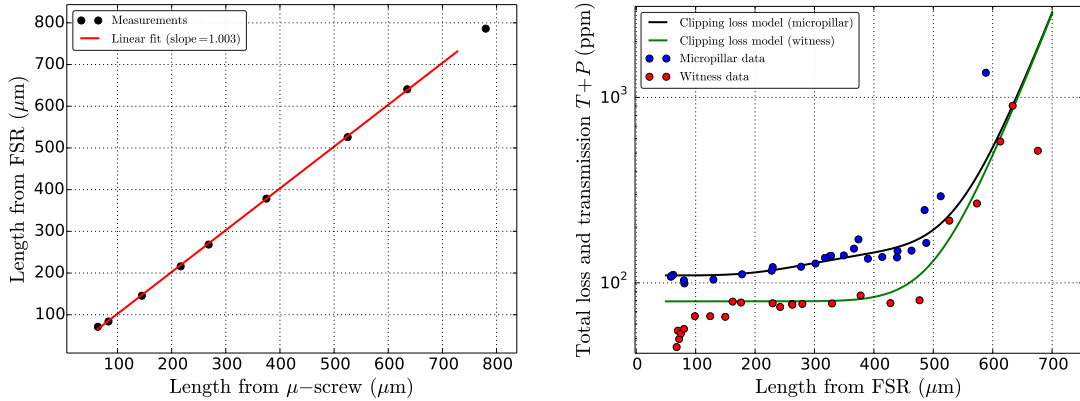 Measurements
Linear fit (slope=1.003)
800
700
600
500
400
300
200
100
100 200 300 400 500 600 700 800
Length from FSR (μm)
Length from μ−screw (μm)
Clipping loss model (micropillar)
Clipping loss model (witness)
Micropillar data
Witness data
10³
10²
0 100 200 300 400 500 600 700
Total loss and transmission T+P (ppm)
Length from FSR (μm)